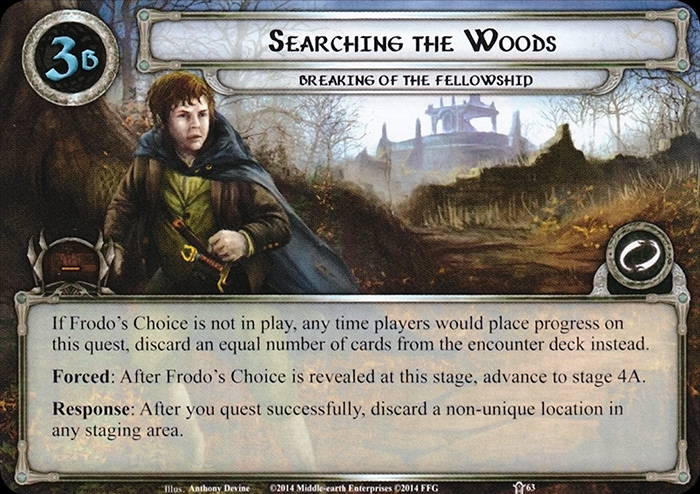 3B
SEARCHING THE WOODS
BREAKING OF THE FELLOWSHIP
-
If Frodo's Choice is not in play, any time players would place progress on
this quest, discard an equal number of cards from the encounter deck instead.
Forced: After Frodo's Choice is revealed at this stage, advance to stage 4A.
Response: After you quest successfully, discard a non-unique location in
any staging area.
Illus. Anthony Devine ©2014 Middle-earth Enterprises ©2014 FFG 63